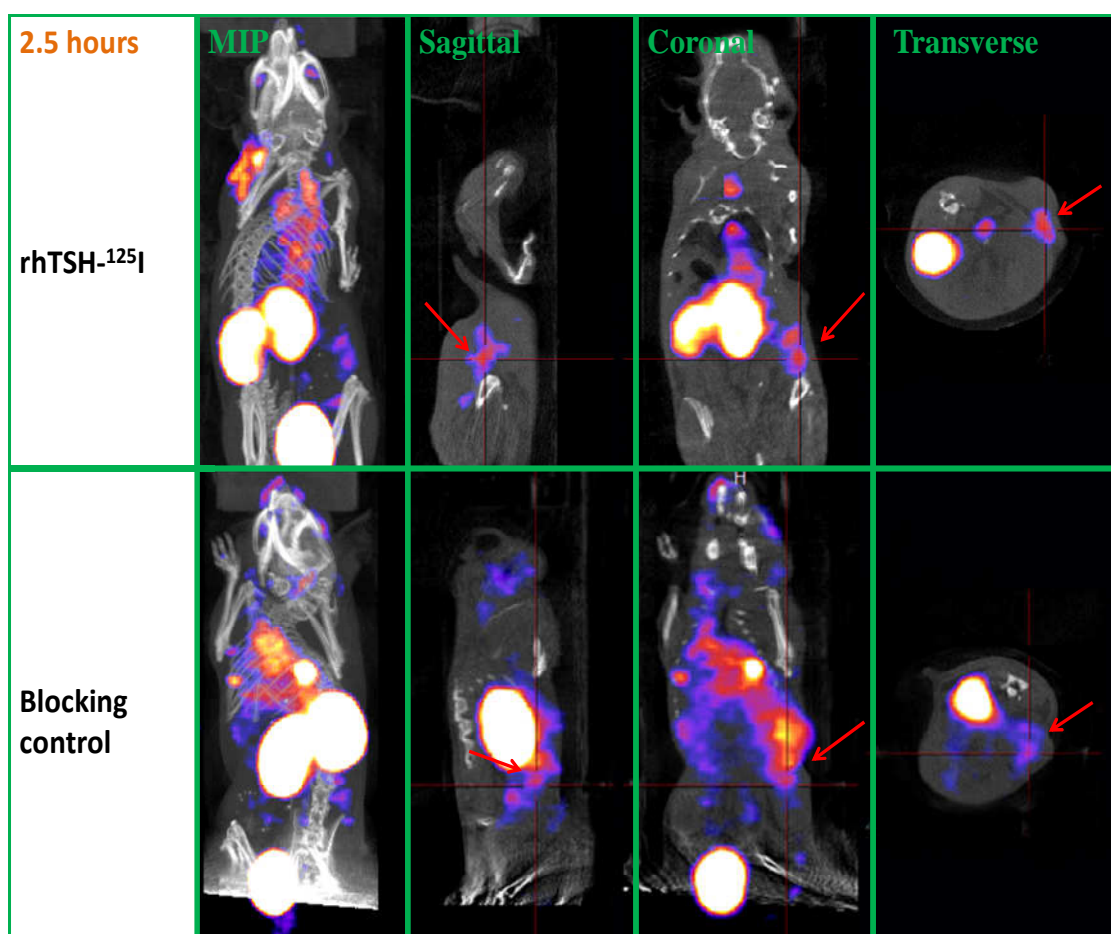 2.5 hours
MIP
Sagittal
Coronal
Transverse
rhTSH-¹²⁵I
H
Blocking
control